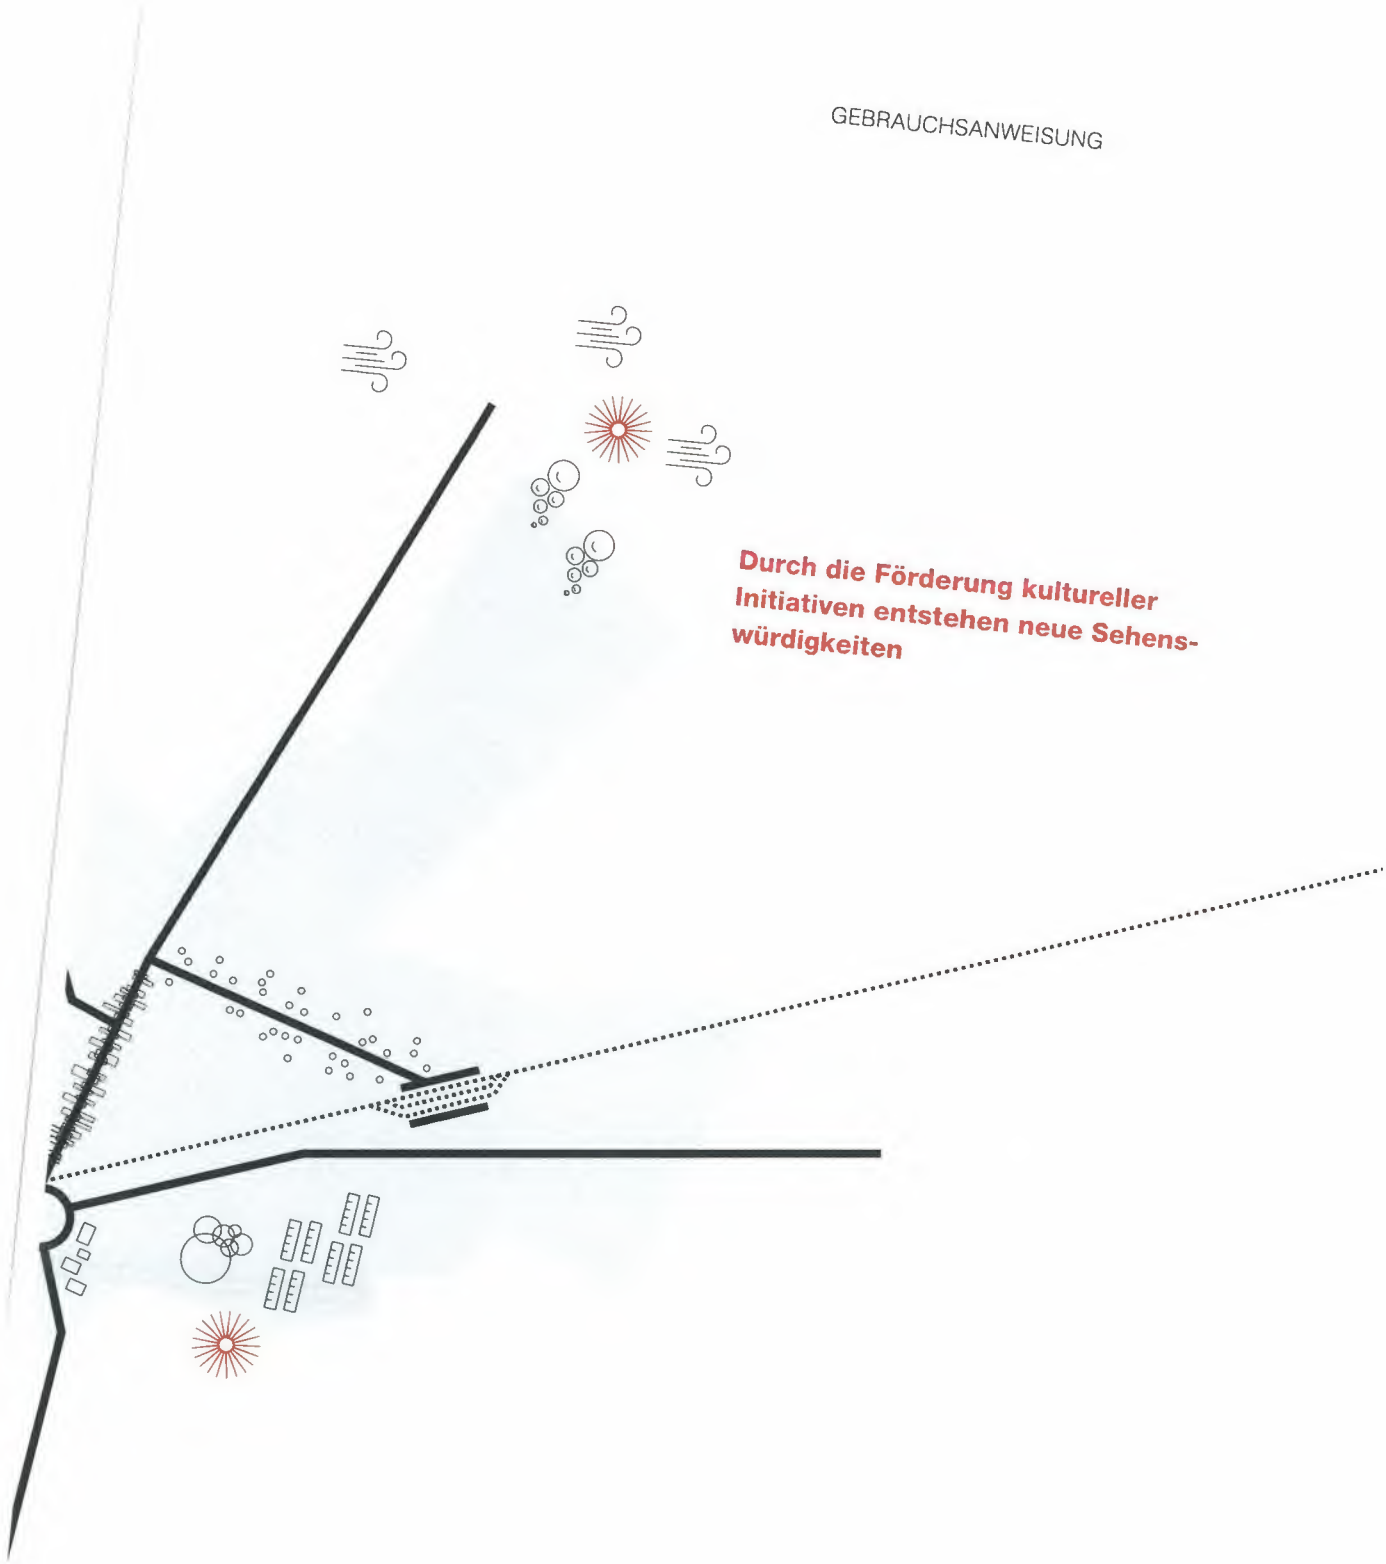 GEBRAUCHSANWEISUNG
Durch die Förderung kultureller
Initiativen entstehen neue Sehens-
würdigkeiten